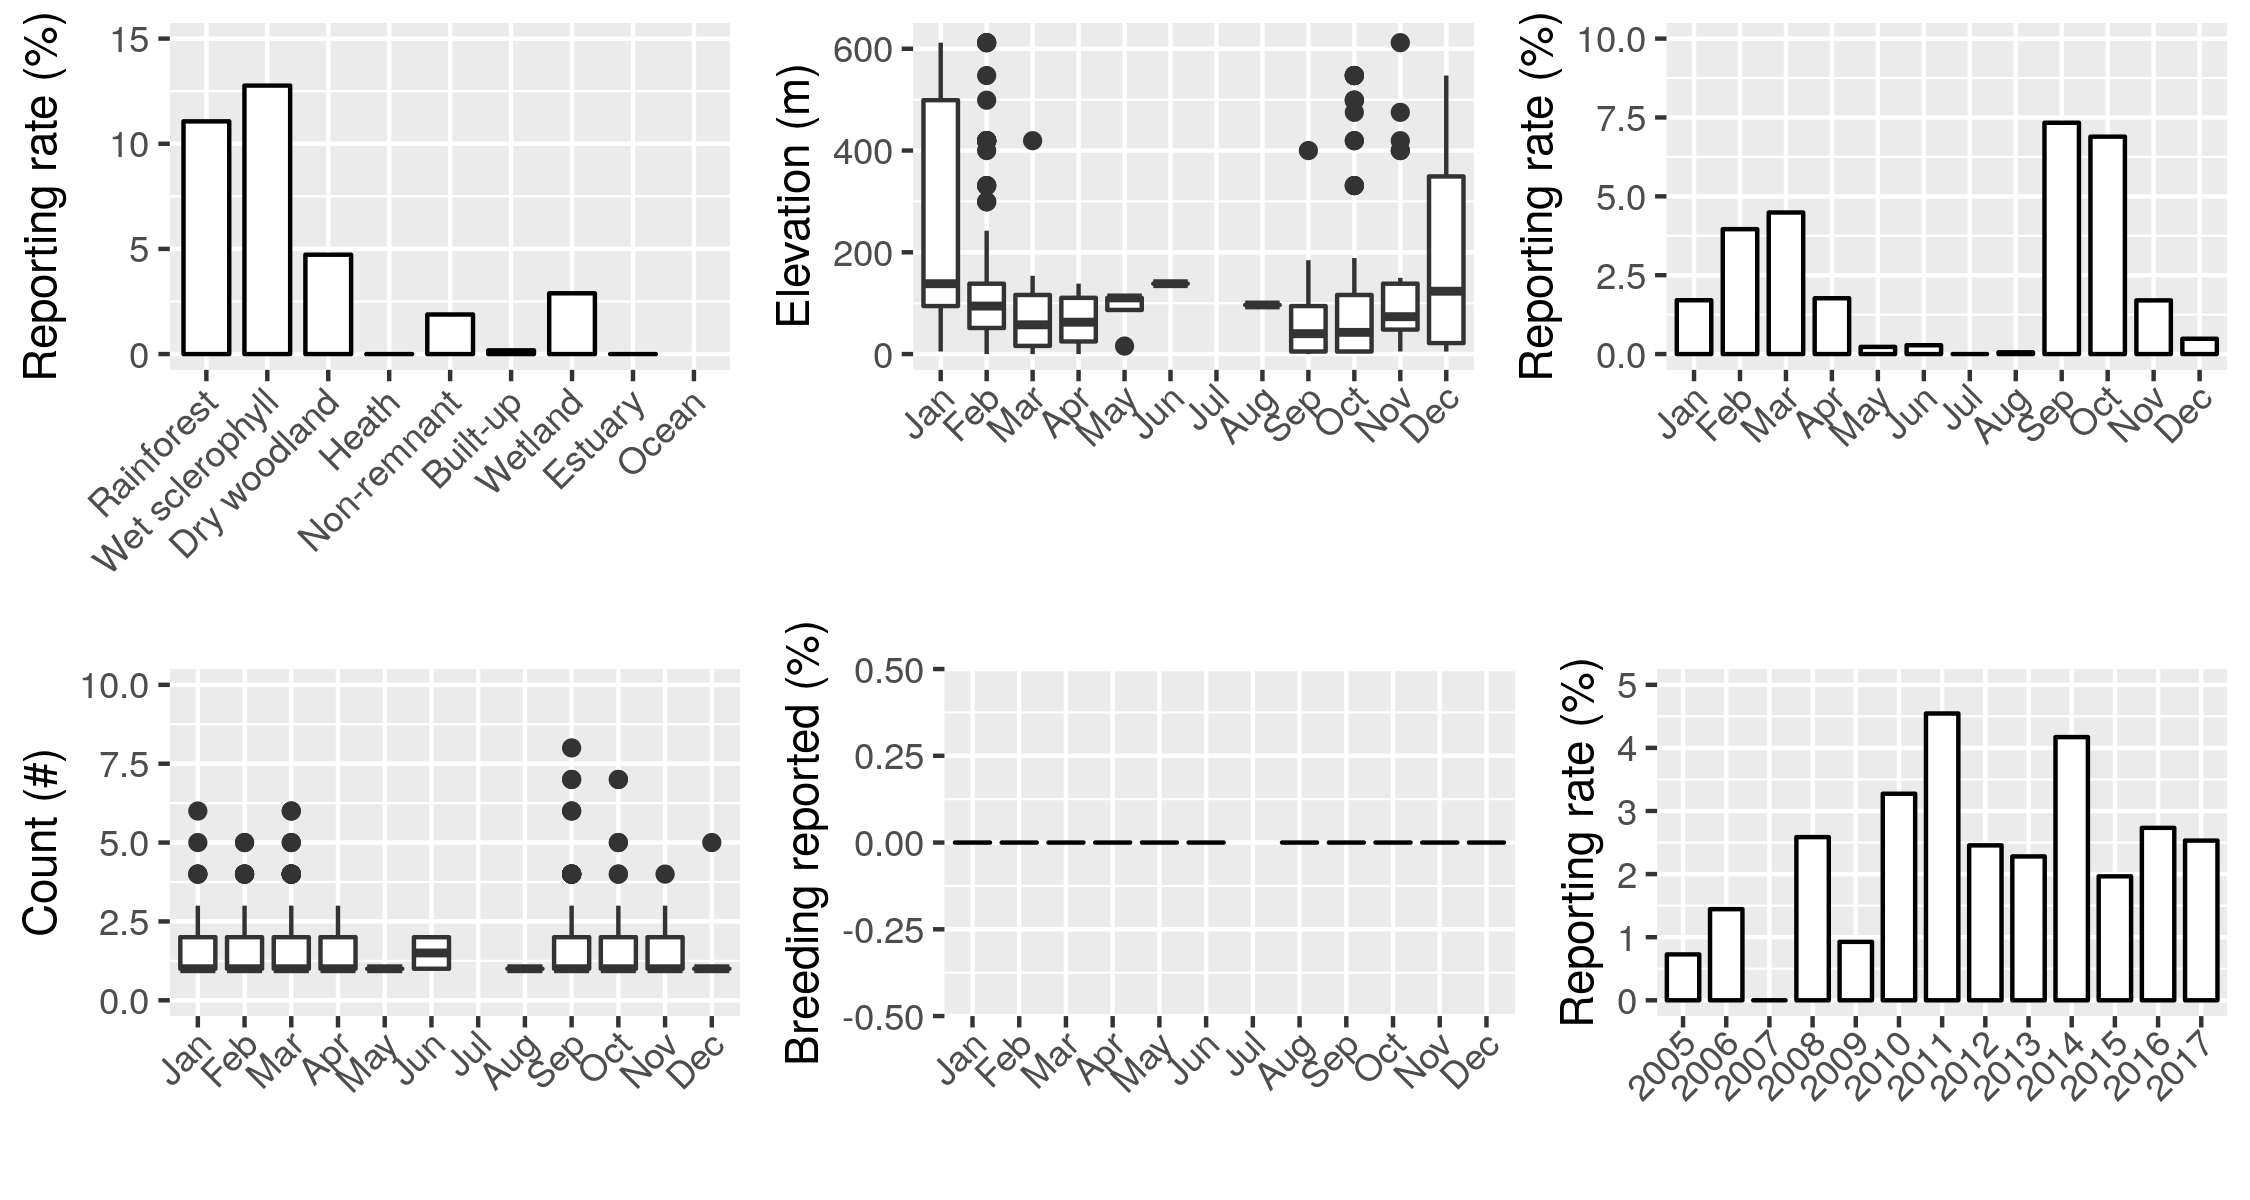 Reporting rate (%)
15
10
5
0
Rainforest
Wet sclerophyll
Dry woodland
Heath
Non-remnant
Built-up
Wetland
Estuary
Ocean
Elevation (m)
600
400
200
0
Jan
Feb
Mar
Apr
May
Jun
Jul
Aug
Sep
Oct
Nov
Dec
Reporting rate (%)
10.0
7.5
5.0
2.5
0.0
Jan
Feb
Mar
Apr
May
Jun
Jul
Aug
Sep
Oct
Nov
Dec
Count (#)
10.0
7.5
5.0
2.5
0.0
Jan
Feb
Mar
Apr
May
Jun
Jul
Aug
Sep
Oct
Nov
Dec
Breeding reported (%)
0.50
0.25
0.00
-0.25
-0.50
Jan
Feb
Mar
Apr
May
Jun
Jul
Aug
Sep
Oct
Nov
Dec
Reporting rate (%)
5
4
3
2
1
0
2005
2006
2007
2008
2009
2010
2011
2012
2013
2014
2015
2016
2017